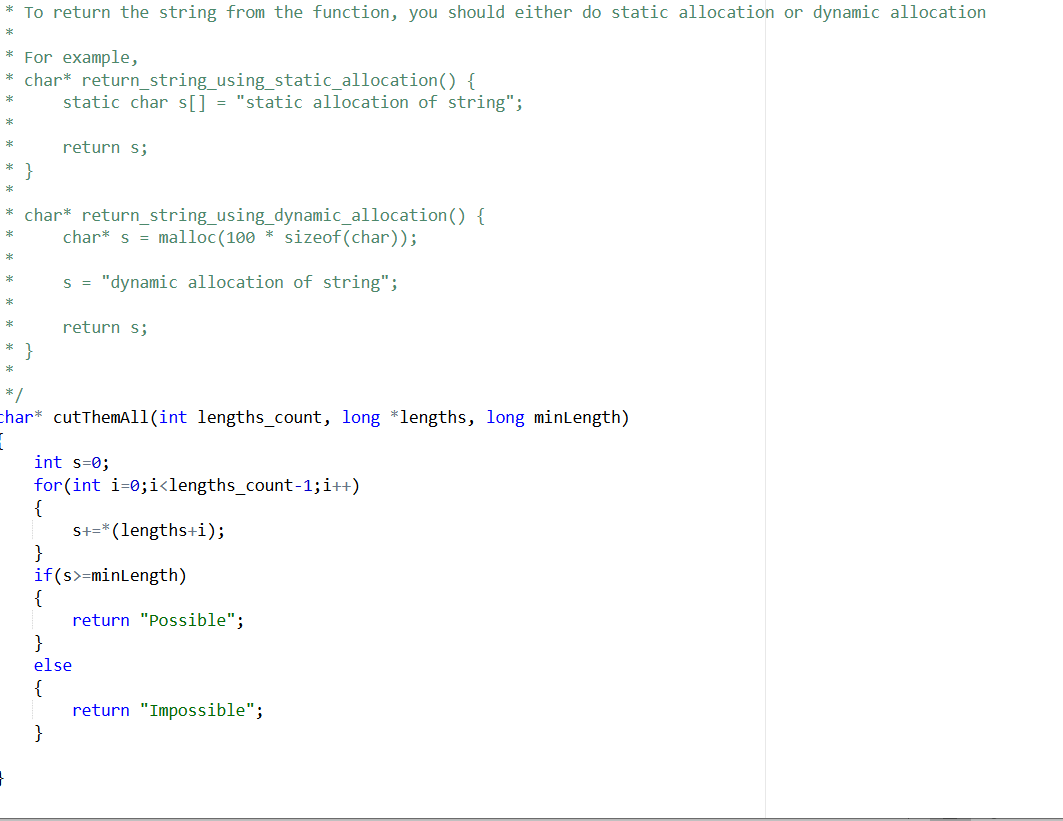 * To return the string from the function, you should either do static allocation or dynamic allocation
*
* For example,
* char* return_string_using_static_allocation() {
*     static char s[] = "static allocation of string";
*
*     return s;
* }
*
* char* return_string_using_dynamic_allocation() {
*     char* s = malloc(100 * sizeof(char));
*
*     s = "dynamic allocation of string";
*
*     return s;
* }
*
*/
char* cutThemAll(int lengths_count, long *lengths, long minLength)
{
    int s=0;
    for(int i=0;i<lengths_count-1;i++)
    {
        s+=*(lengths+i);
    }
    if(s>=minLength)
    {
        return "Possible";
    }
    else
    {
        return "Impossible";
    }
}